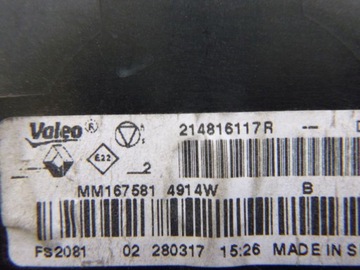 Valeo ® 214816117R -- D
E22 2
MM167581 4914W B
FS2081 02 280317 15:26 MADE IN S